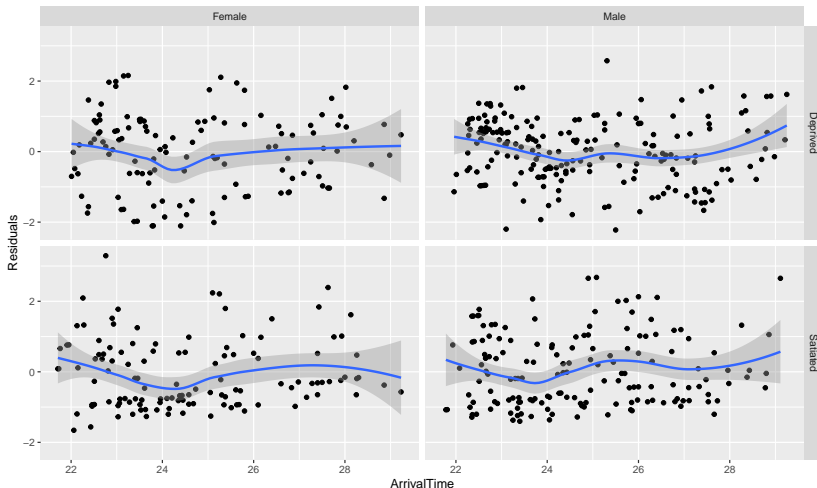 Female Male
2
0
−2
Deprived
2
0
−2
Satiated
22 24 26 28 22 24 26 28
ArrivalTime
Residuals